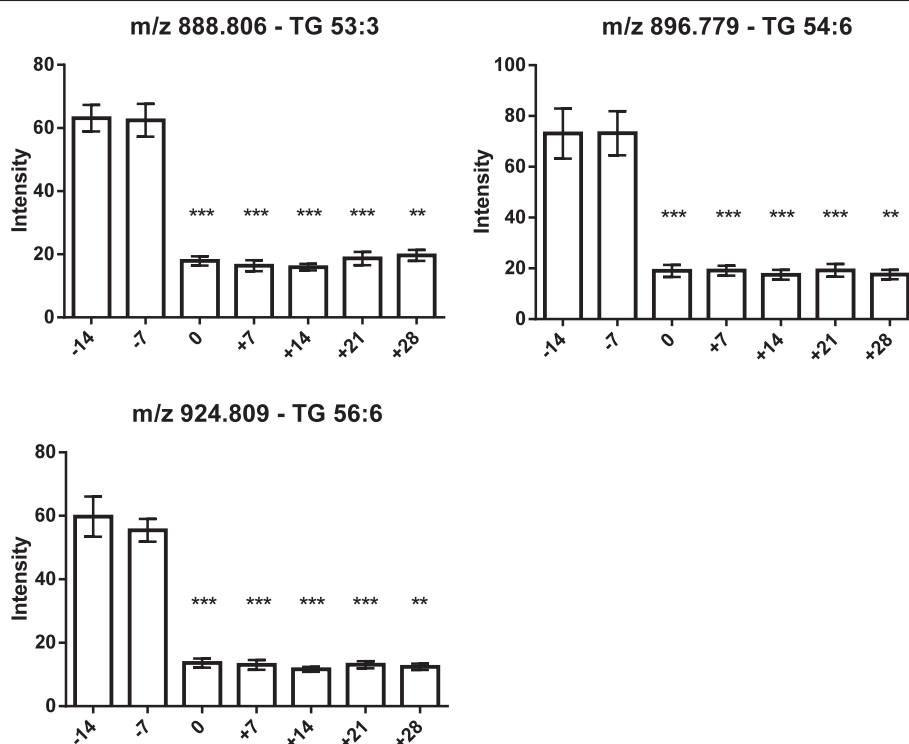 m/z 888.806 - TG 53:3
Intensity
80
60
40
20
0
*** *** *** *** **
-14 -7 0 +7 +14 +21 +28
m/z 896.779 - TG 54:6
Intensity
100
80
60
40
20
0
*** *** *** *** **
-14 -7 0 +7 +14 +21 +28
m/z 924.809 - TG 56:6
Intensity
80
60
40
20
0
*** *** *** *** **
-14 -7 0 +7 +14 +21 +28